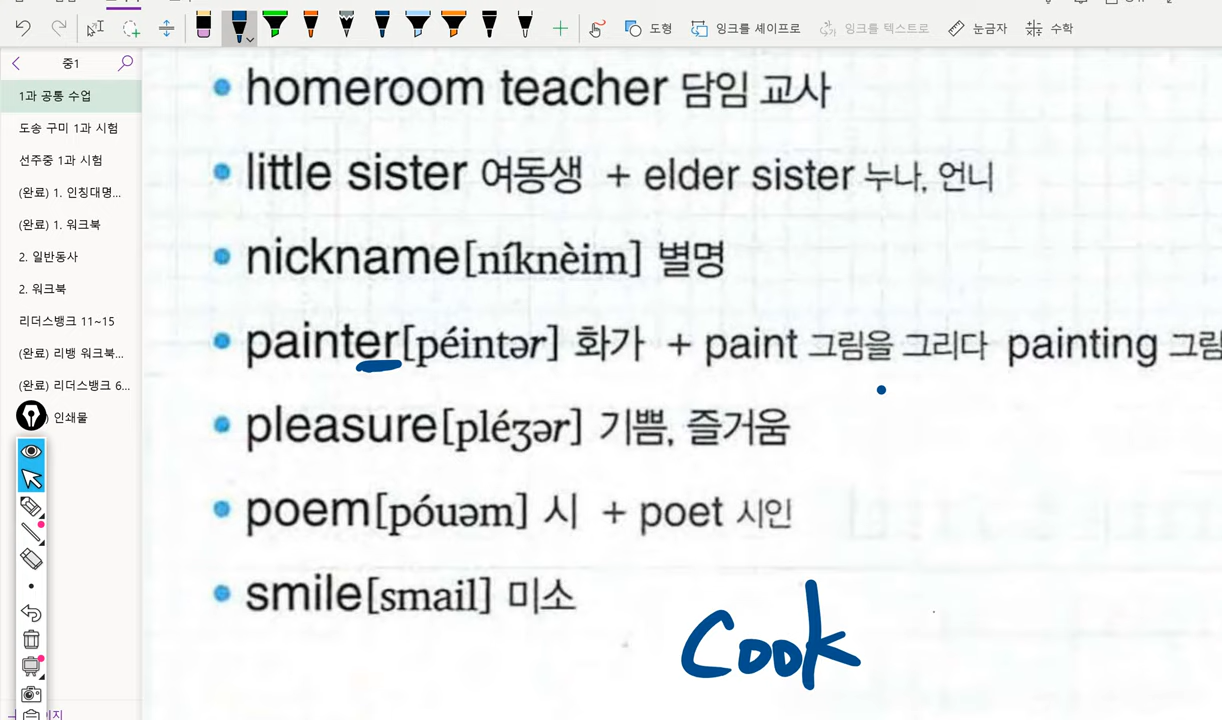 도형
잉크를 셰이프로
잉크를 텍스트로
눈금자
수학
중1
1과 공통 수업
도송 구미 1과 시험
선주중 1과 시험
(완료) 1. 인칭대명...
(완료) 1. 워크북
2. 일반동사
2. 워크북
리더스뱅크 11~15
(완료) 리뱅 워크북...
(완료) 리더스뱅크 6...
인쇄물
homeroom teacher 담임 교사
little sister 여동생 + elder sister 누나, 언니
nickname[níknèim] 별명
painter[péintər] 화가 + paint 그림을 그리다 painting 그림
pleasure[pléʒər] 기쁨, 즐거움
poem[póuəm] 시 + poet 시인
smile[smail] 미소
Cook